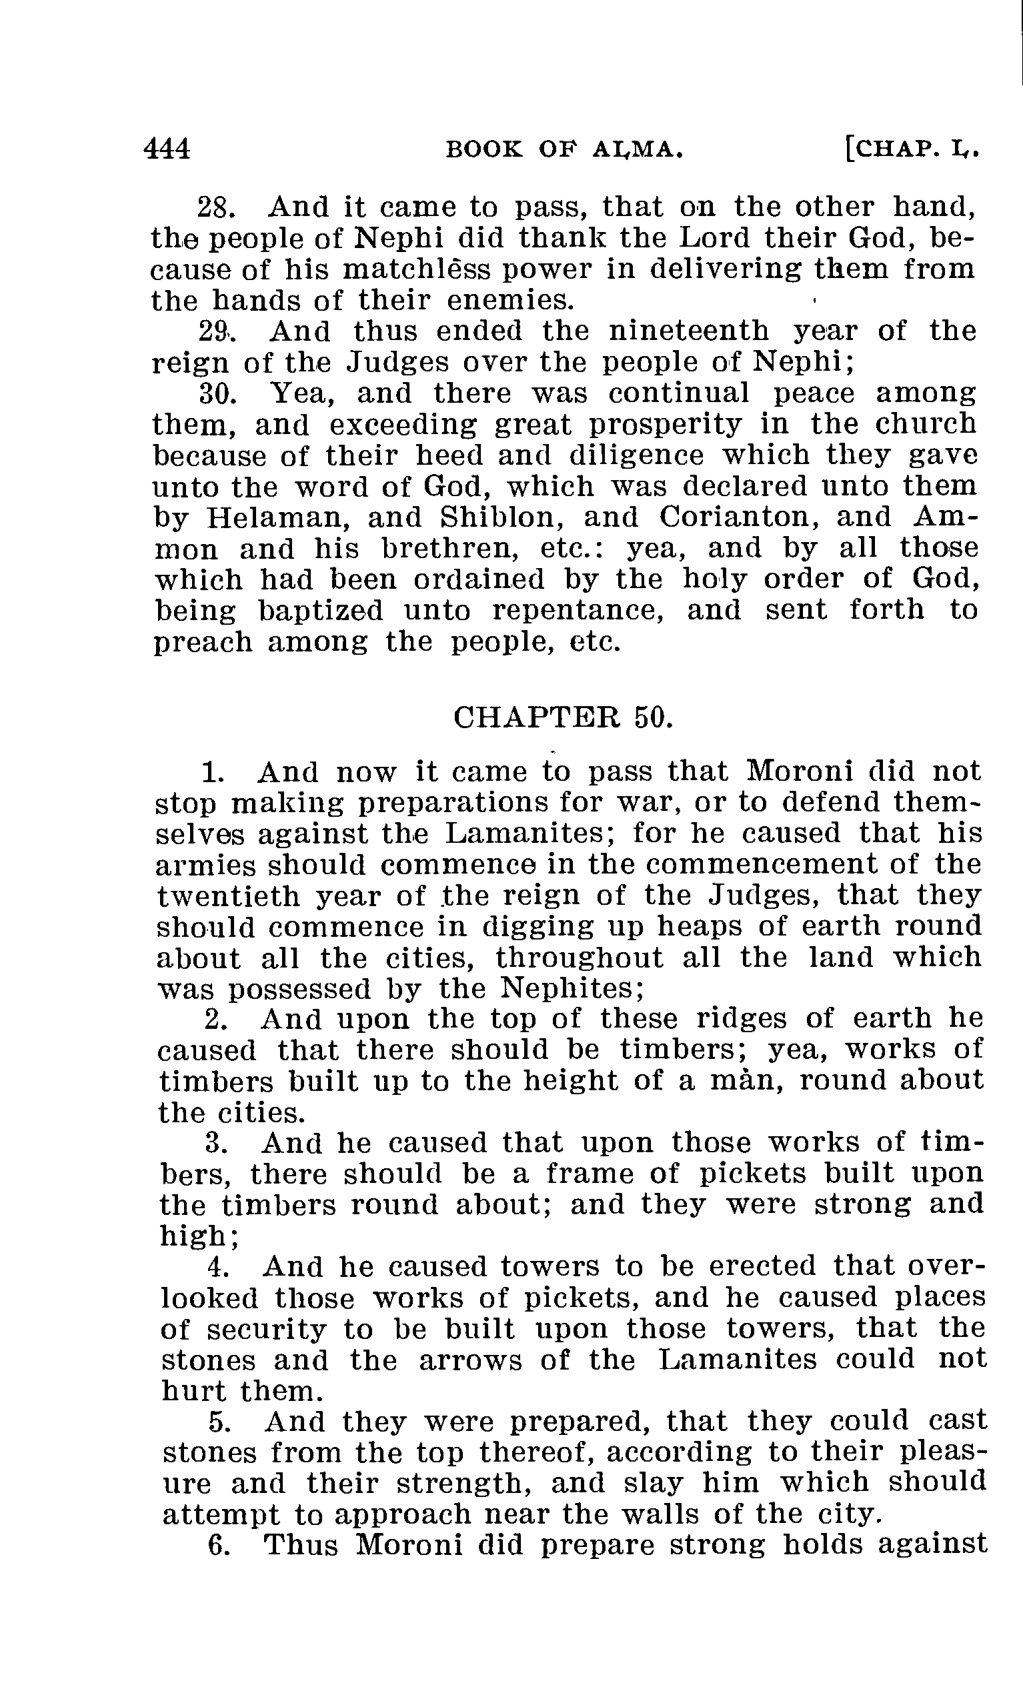 444 BOOK OF ALMA. [CHAP. L.
28. And it came to pass, that on the other hand,
the people of Nephi did thank the Lord their God, be-
cause of his matchless power in delivering them from
the hands of their enemies.
29. And thus ended the nineteenth year of the
reign of the Judges over the people of Nephi;
30. Yea, and there was continual peace among
them, and exceeding great prosperity in the church
because of their heed and diligence which they gave
unto the word of God, which was declared unto them
by Helaman, and Shiblon, and Corianton, and Am-
mon and his brethren, etc.: yea, and by all those
which had been ordained by the holy order of God,
being baptized unto repentance, and sent forth to
preach among the people, etc.
CHAPTER 50.
1. And now it came to pass that Moroni did not
stop making preparations for war, or to defend them-
selves against the Lamanites; for he caused that his
armies should commence in the commencement of the
twentieth year of the reign of the Judges, that they
should commence in digging up heaps of earth round
about all the cities, throughout all the land which
was possessed by the Nephites;
2. And upon the top of these ridges of earth he
caused that there should be timbers; yea, works of
timbers built up to the height of a man, round about
the cities.
3. And he caused that upon those works of tim-
bers, there should be a frame of pickets built upon
the timbers round about; and they were strong and
high;
4. And he caused towers to be erected that over-
looked those works of pickets, and he caused places
of security to be built upon those towers, that the
stones and the arrows of the Lamanites could not
hurt them.
5. And they were prepared, that they could cast
stones from the top thereof, according to their pleas-
ure and their strength, and slay him which should
attempt to approach near the walls of the city.
6. Thus Moroni did prepare strong holds against